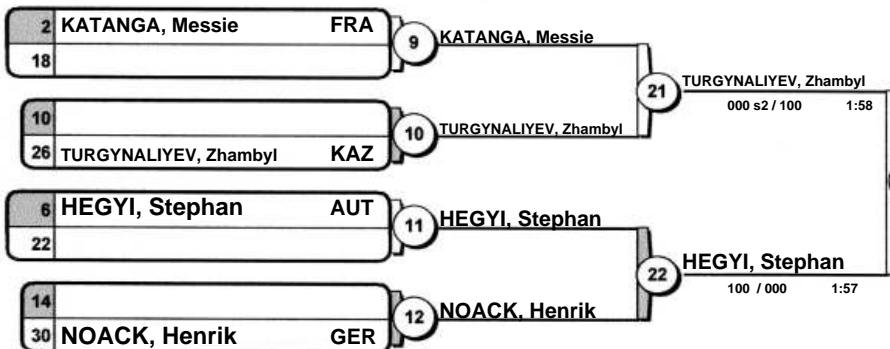 2 KATANGA, Messie FRA
18
9
KATANGA, Messie
10
26 TURGYNALIYEV, Zhambyl KAZ
10
TURGYNALIYEV, Zhambyl
21
TURGYNALIYEV, Zhambyl
000 s2 / 100 1:58
6 HEGYI, Stephan AUT
22
11
HEGYI, Stephan
14
30 NOACK, Henrik GER
12
NOACK, Henrik
22
HEGYI, Stephan
100 / 000 1:57